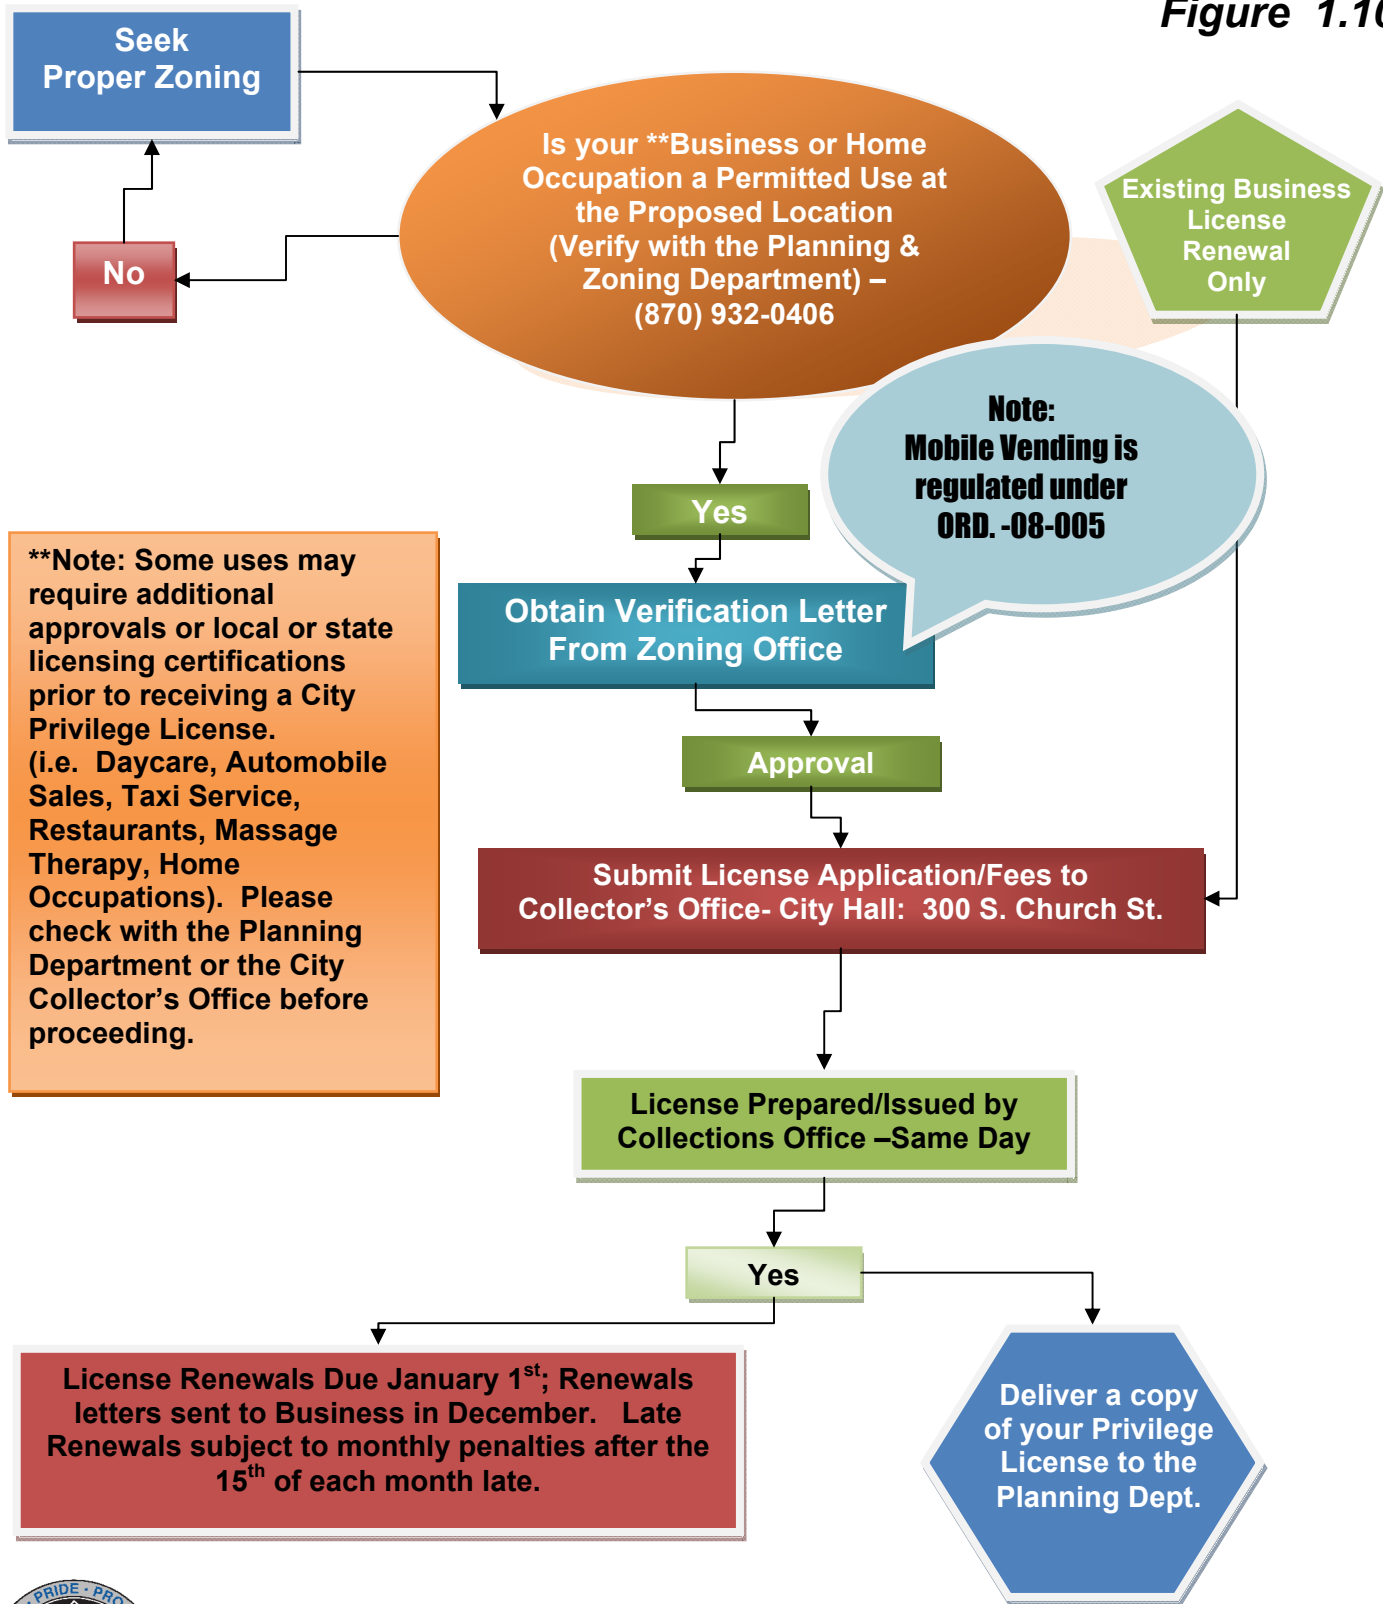 Figure 1.10
Seek
Proper Zoning
Is your **Business or Home
Occupation a Permitted Use at
the Proposed Location
(Verify with the Planning &
Zoning Department) –
(870) 932-0406
Existing Business
License
Renewal
Only
No
Note:
Mobile Vending is
regulated under
ORD. -08-005
Yes
**Note: Some uses may
require additional
approvals or local or state
licensing certifications
prior to receiving a City
Privilege License.
(i.e. Daycare, Automobile
Sales, Taxi Service,
Restaurants, Massage
Therapy, Home
Occupations). Please
check with the Planning
Department or the City
Collector’s Office before
proceeding.
Obtain Verification Letter
From Zoning Office
Approval
Submit License Application/Fees to
Collector’s Office- City Hall: 300 S. Church St.
License Prepared/Issued by
Collections Office –Same Day
Yes
License Renewals Due January 1st; Renewals
letters sent to Business in December. Late
Renewals subject to monthly penalties after the
15th of each month late.
Deliver a copy
of your Privilege
License to the
Planning Dept.
PRIDE · PRO